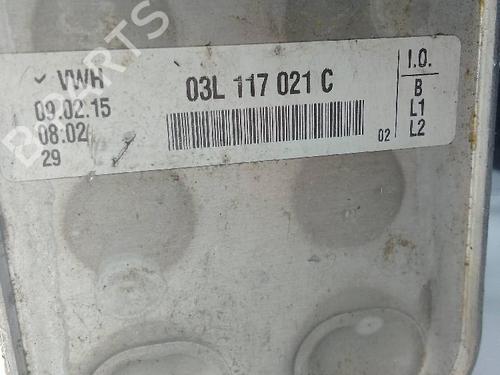 VWH
09.02.15
08:02
29
03L 117 021 C
02
I.O.
B
L1
L2
B-PARTS